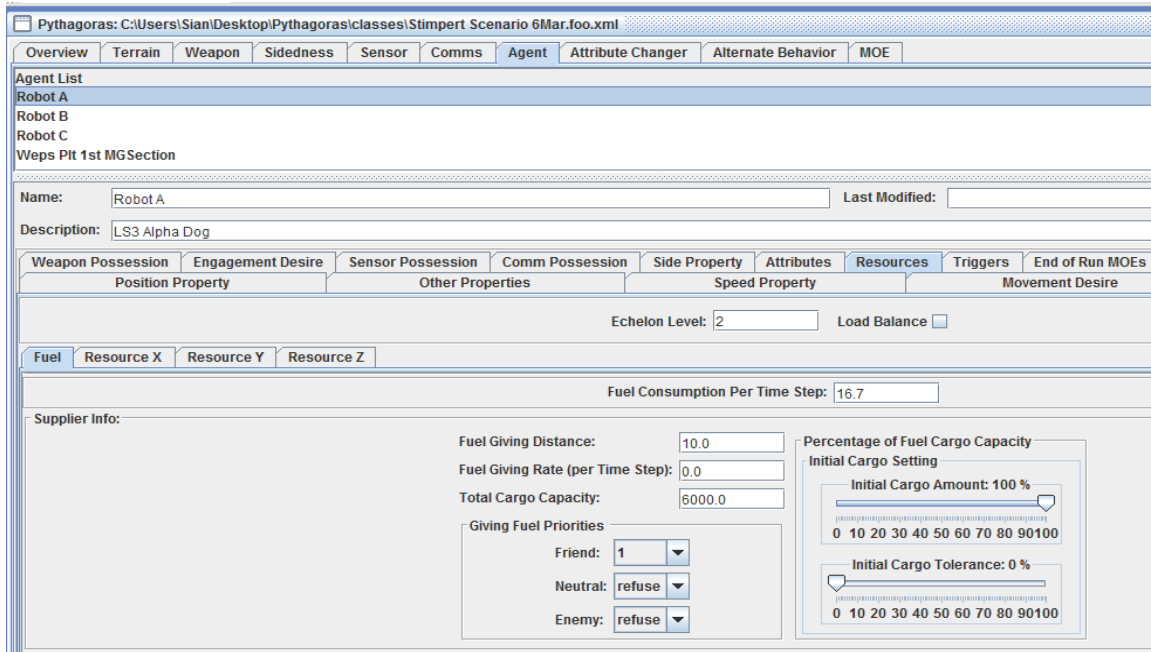 Pythagoras: C:\Users\Sian\Desktop\Pythagoras\classes\Stimpert Scenario 6Mar.foo.xml
Overview Terrain Weapon Sidedness Sensor Comms Agent Attribute Changer Alternate Behavior MOE
Agent List
Robot A
Robot B
Robot C
Weps Plt 1st MGSection
Name: Robot A Last Modified:
Description: LS3 Alpha Dog
Weapon Possession Engagement Desire Sensor Possession Comm Possession Side Property Attributes Resources Triggers End of Run MOEs
Position Property Other Properties Speed Property Movement Desire
Echelon Level: 2 Load Balance
Fuel Resource X Resource Y Resource Z
Fuel Consumption Per Time Step: 16.7
Supplier Info:
Fuel Giving Distance: 10.0
Fuel Giving Rate (per Time Step): 0.0
Total Cargo Capacity: 6000.0
Giving Fuel Priorities
Friend: 1
Neutral: refuse
Enemy: refuse
Percentage of Fuel Cargo Capacity
Initial Cargo Setting
Initial Cargo Amount: 100 %
0 10 20 30 40 50 60 70 80 90100
Initial Cargo Tolerance: 0 %
0 10 20 30 40 50 60 70 80 90100